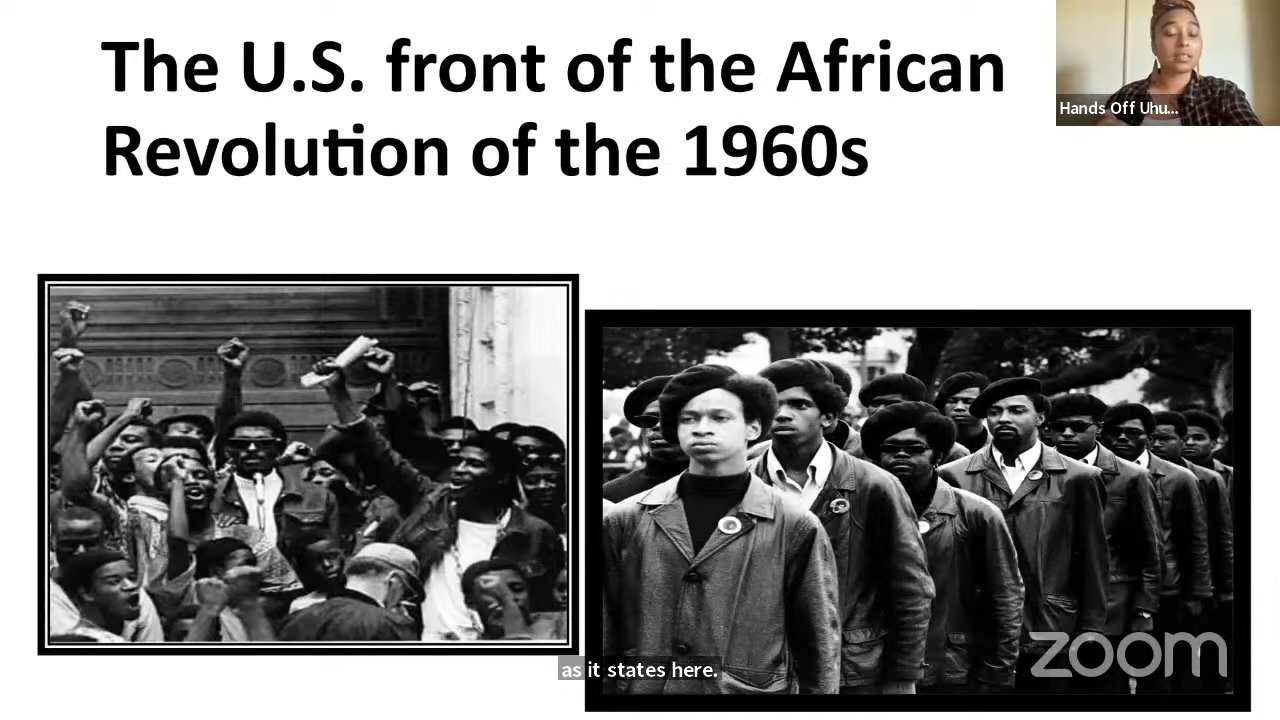 The U.S. front of the African
Revolution of the 1960s
Hands Off Uhu...
as it states here.
zoom